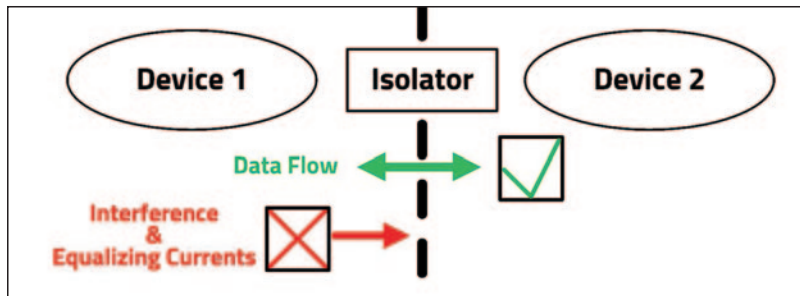 Device 1
Isolator
Device 2
Data Flow
Interference
&
Equalizing Currents